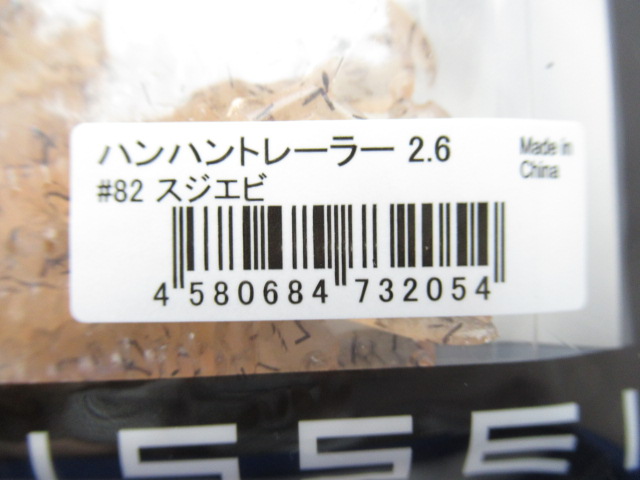 ハンハントレーラー 2.6
#82 スジエビ
Made in
China
4 580684 732054
ISSEI